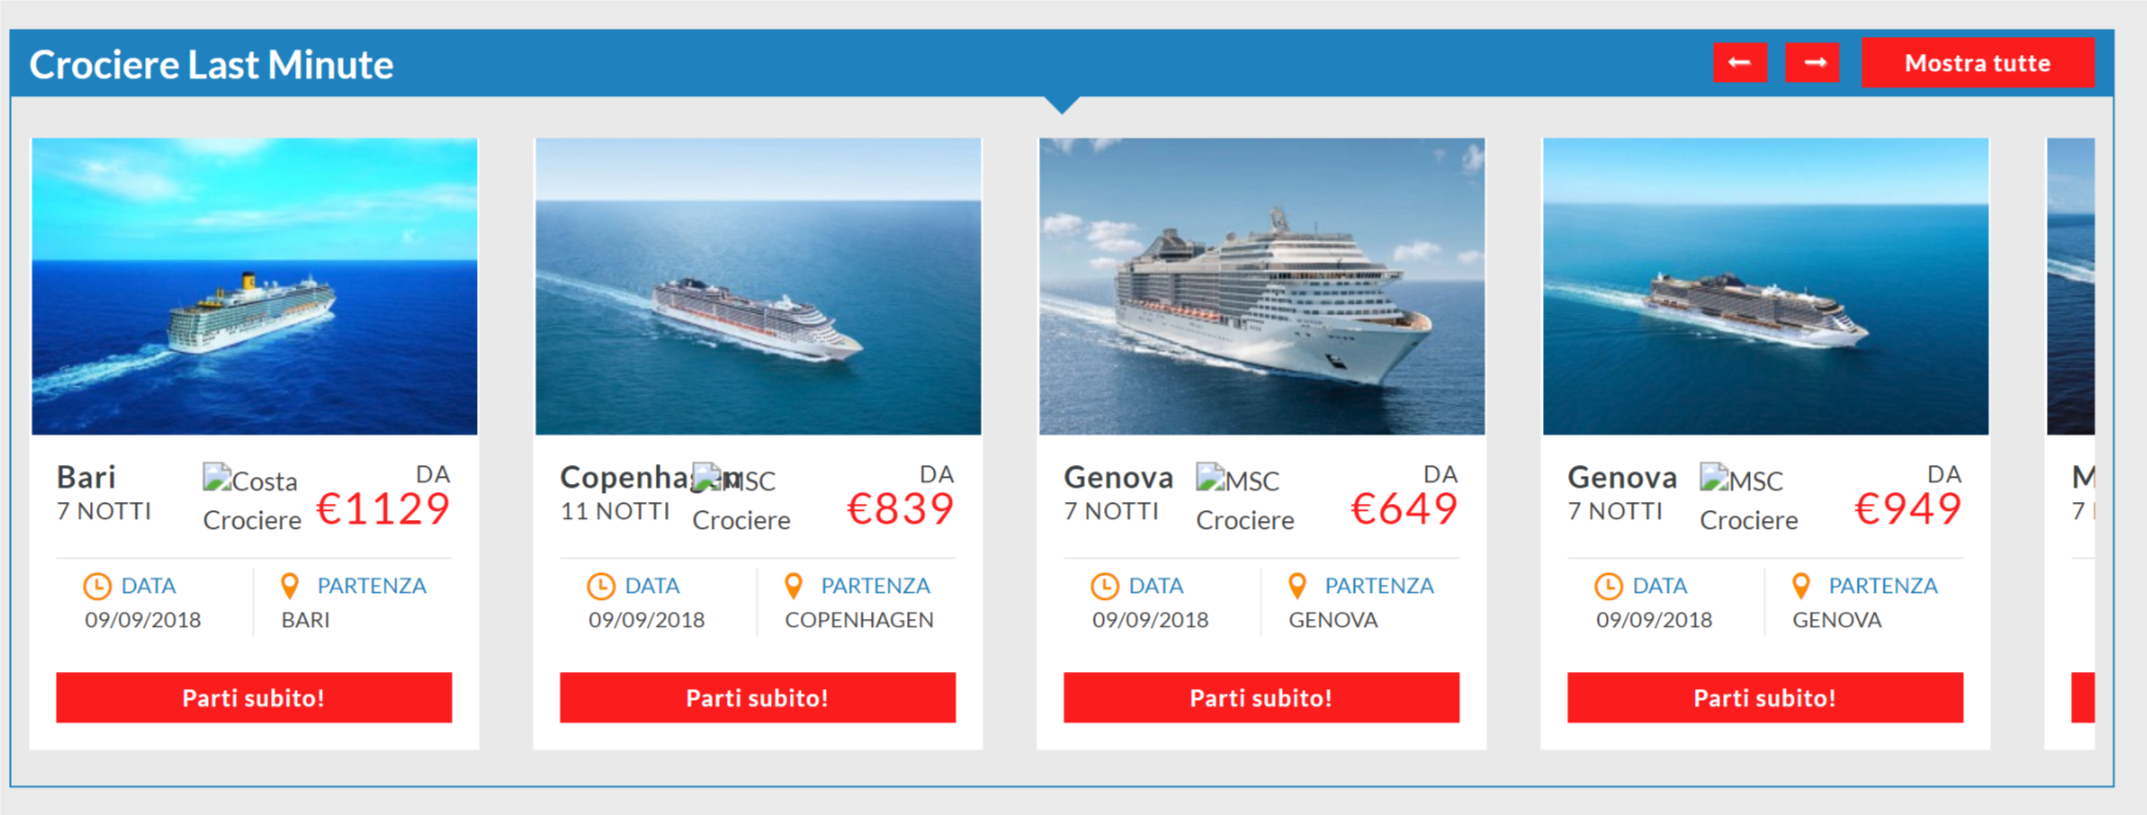 Crociere Last Minute
Mostra tutte
Bari
7 NOTTI
Costa
Crociere
DA
€1129
DATA
09/09/2018
PARTENZA
BARI
Parti subito!
Copenhagen
11 NOTTI
MSC
Crociere
DA
€839
DATA
09/09/2018
PARTENZA
COPENHAGEN
Parti subito!
Genova
7 NOTTI
MSC
Crociere
DA
€649
DATA
09/09/2018
PARTENZA
GENOVA
Parti subito!
Genova
7 NOTTI
MSC
Crociere
DA
€949
DATA
09/09/2018
PARTENZA
GENOVA
Parti subito!
7